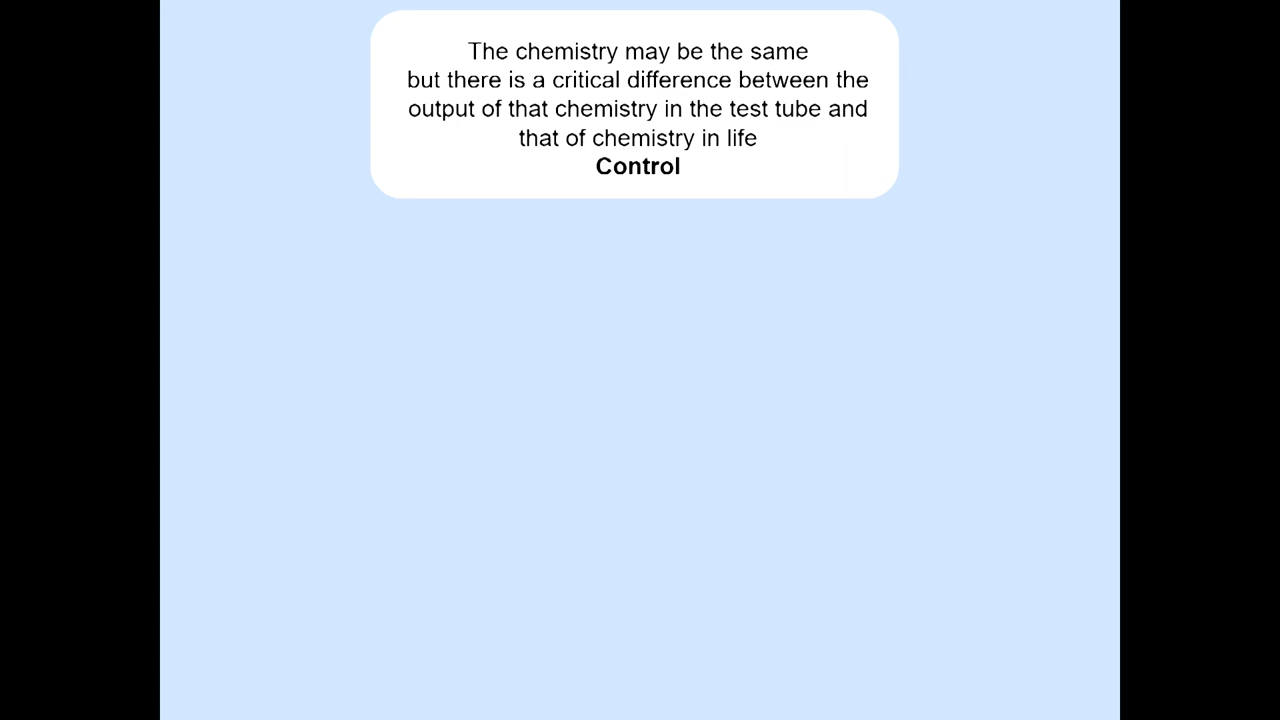 The chemistry may be the same
but there is a critical difference between the
output of that chemistry in the test tube and
that of chemistry in life
Control